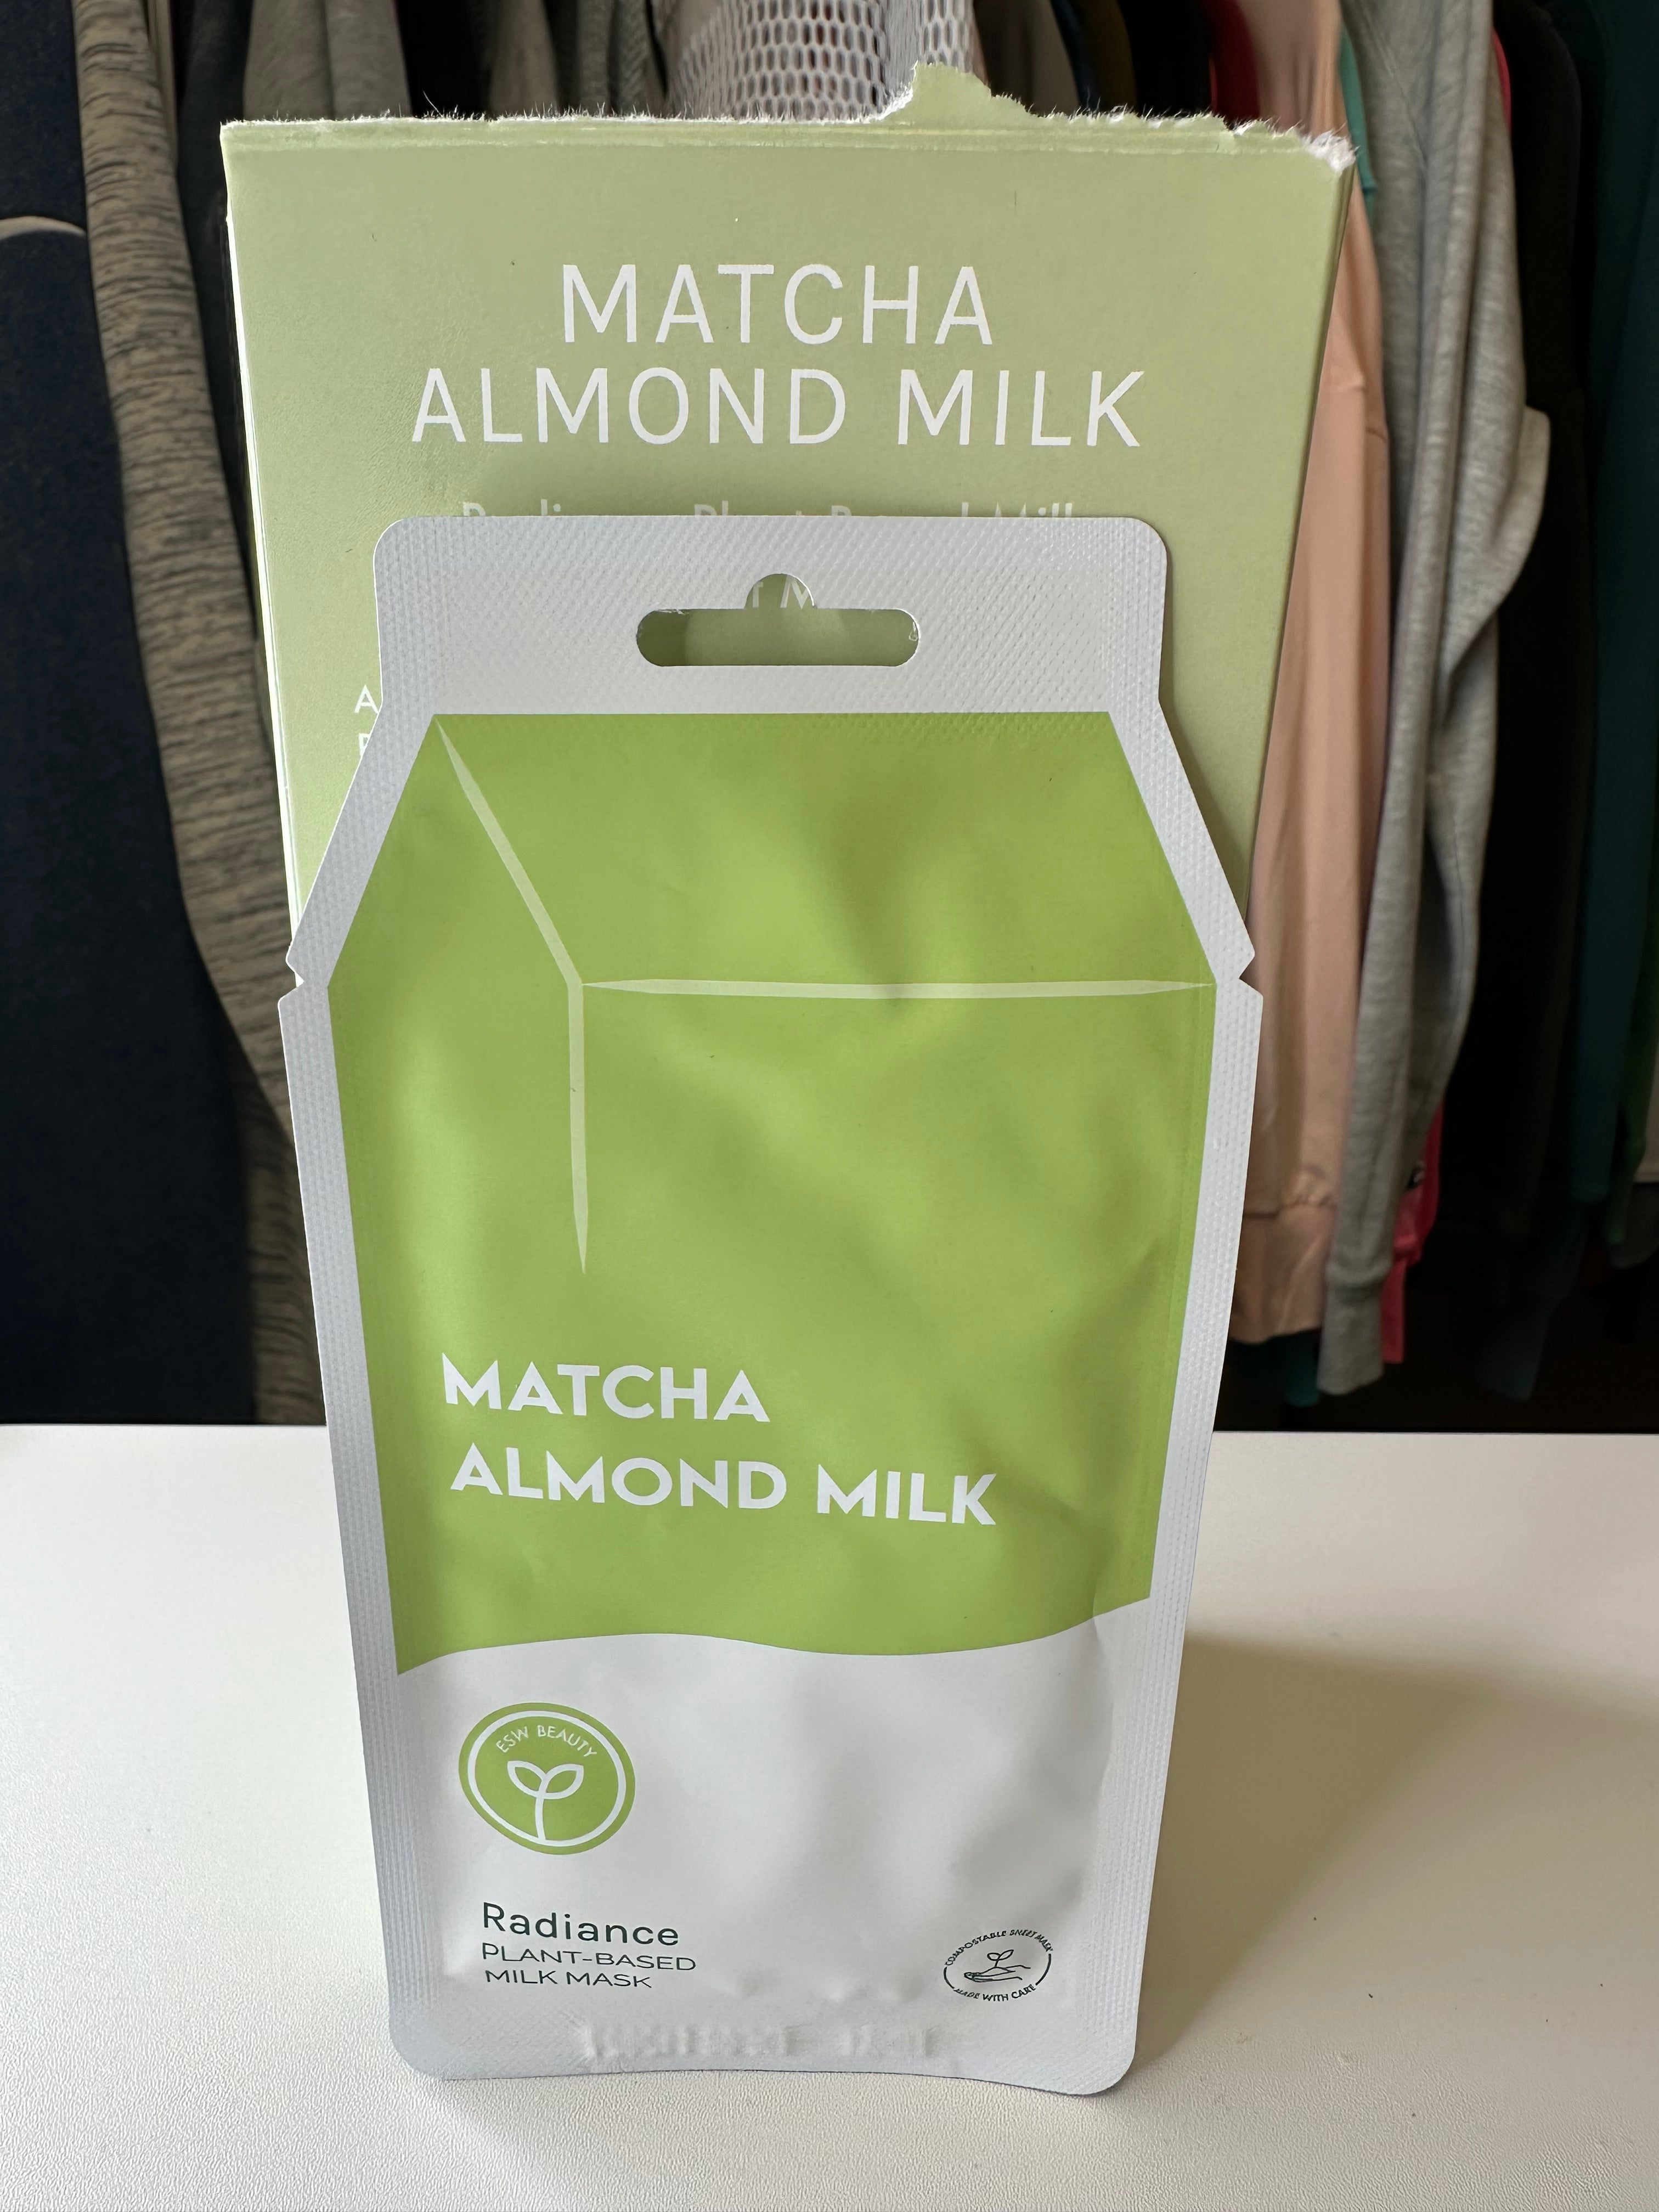 MATCHA
ALMOND MILK
MATCHA
ALMOND MILK
ESW BEAUTY
Radiance
PLANT-BASED
MILK MASK
COMPOSTABLE SHEET MASK
MADE WITH CARE